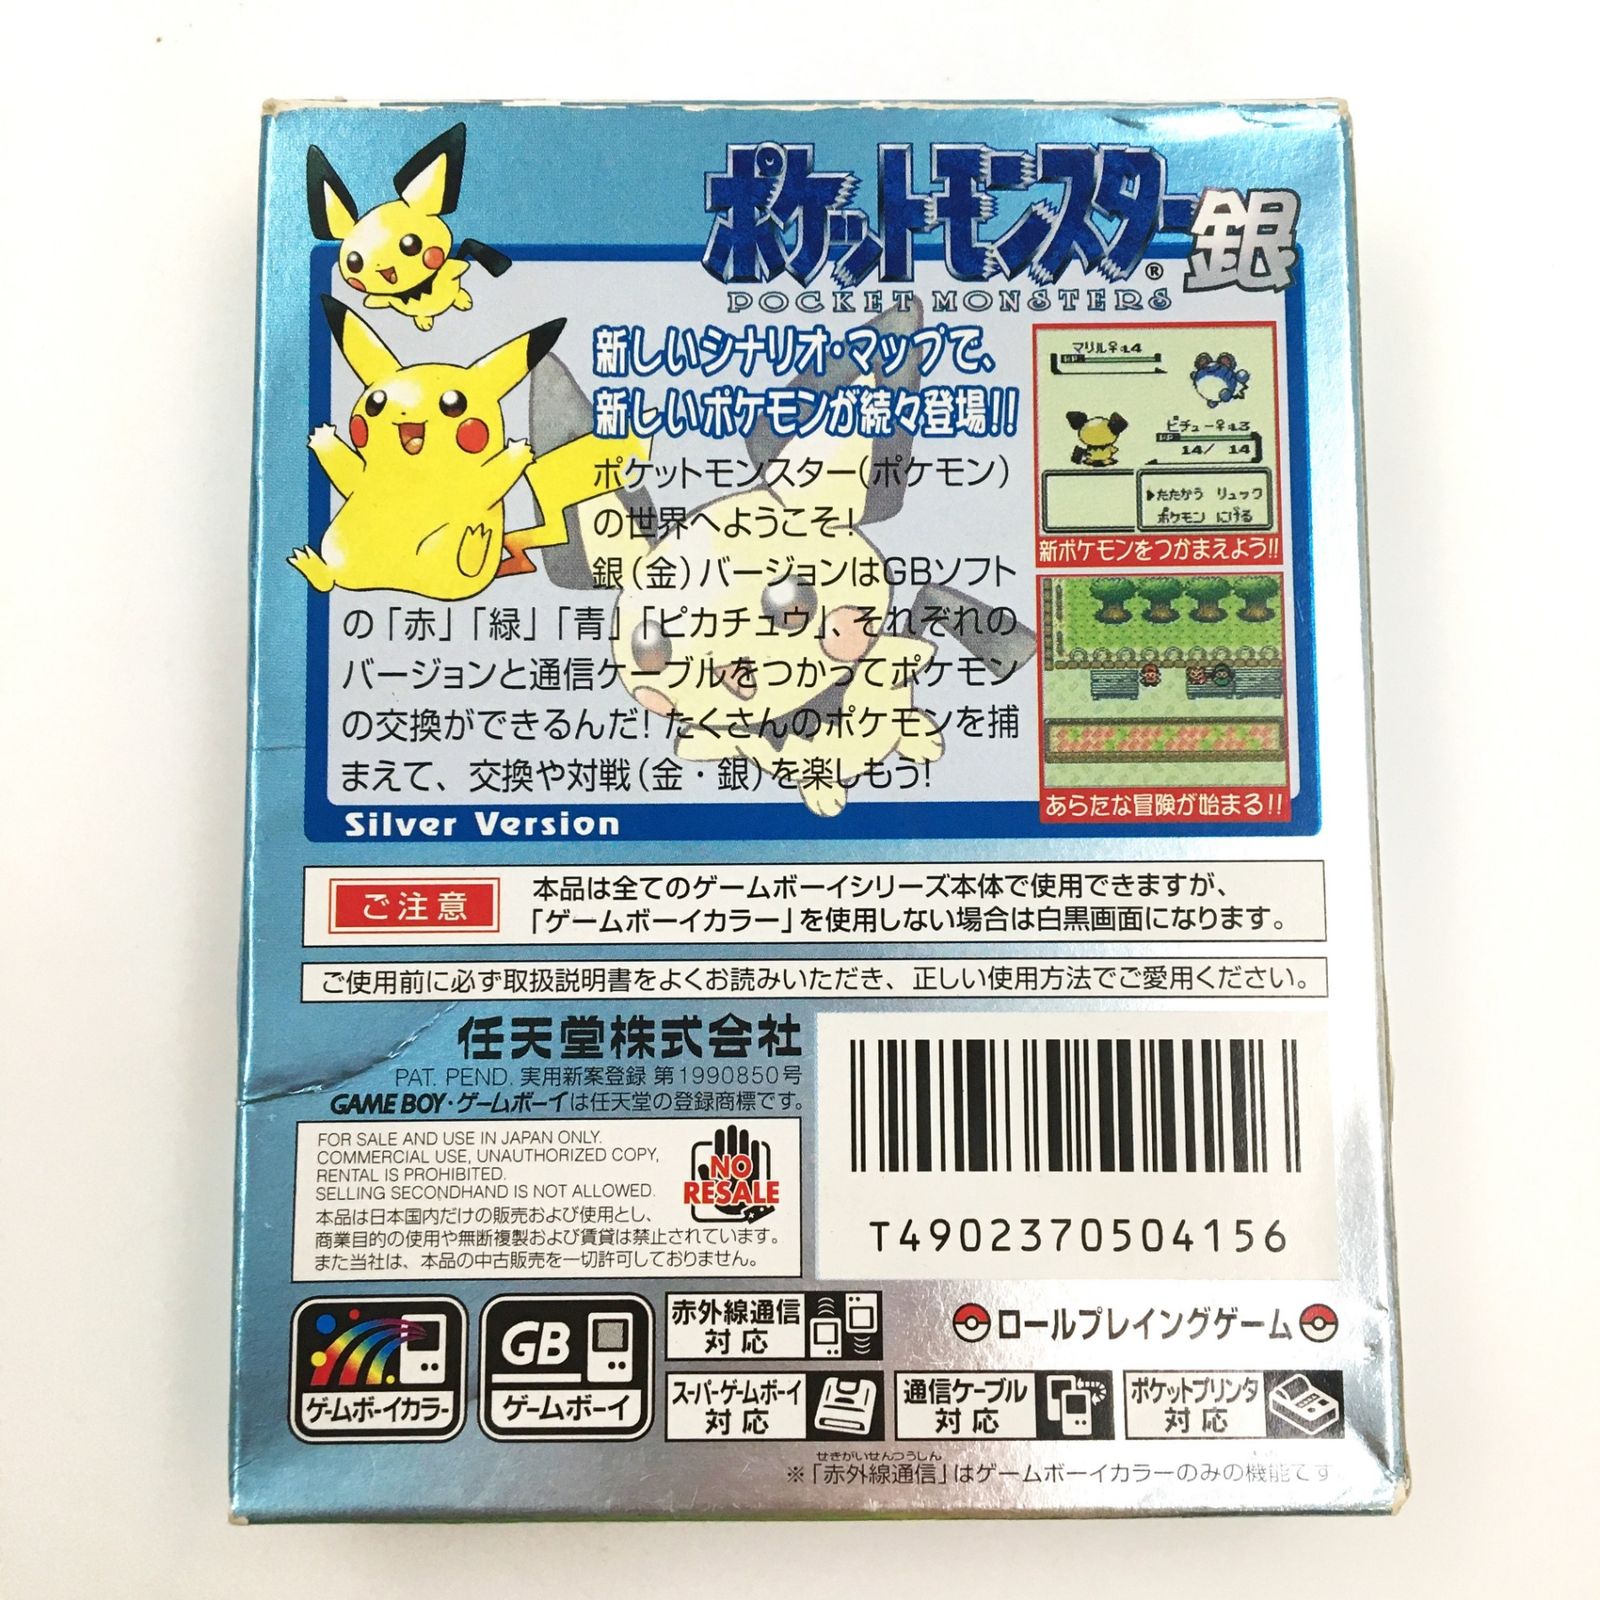 ポケットモンスター銀
POCKET MONSTERS
新しいシナリオ・マップで、
新しいポケモンが続々登場!!
ポケットモンスター(ポケモン)
の世界へようこそ!
銀(金)バージョンはGBソフト
の「赤」「緑」「青」「ピカチュウ」、それぞれの
バージョンと通信ケーブルをつかってポケモン
の交換ができるんだ! たくさんのポケモンを捕
まえて、交換や対戦(金・銀)を楽しもう!
Silver Version
マリル♀:L4
HP
ピチュー♀:L3
HP
14/ 14
▶たたかう リュック
ポケモン にげる
新ポケモンをつかまえよう!!
あらたな冒険が始まる!!
ご注意
本品は全てのゲームボーイシリーズ本体で使用できますが、
「ゲームボーイカラー」を使用しない場合は白黒画面になります。
ご使用前に必ず取扱説明書をよくお読みいただき、正しい使用方法でご愛用ください。
任天堂株式会社
PAT. PEND. 実用新案登録 第1990850号
GAME BOY・ゲームボーイは任天堂の登録商標です。
FOR SALE AND USE IN JAPAN ONLY.
COMMERCIAL USE, UNAUTHORIZED COPY,
RENTAL IS PROHIBITED.
SELLING SECONDHAND IS NOT ALLOWED.
本品は日本国内だけの販売および使用とし、
商業目的の使用や無断複製および賃貸は禁止されています。
また当社は、本品の中古販売を一切許可しておりません。
NO
RESALE
T4902370504156
ゲームボーイカラー
GB
ゲームボーイ
赤外線通信
対応
ロールプレイングゲーム
スーパーゲームボーイ
対応
通信ケーブル
対応
ポケットプリンタ
対応
せきがいせんつうしん
※「赤外線通信」はゲームボーイカラーのみの機能です